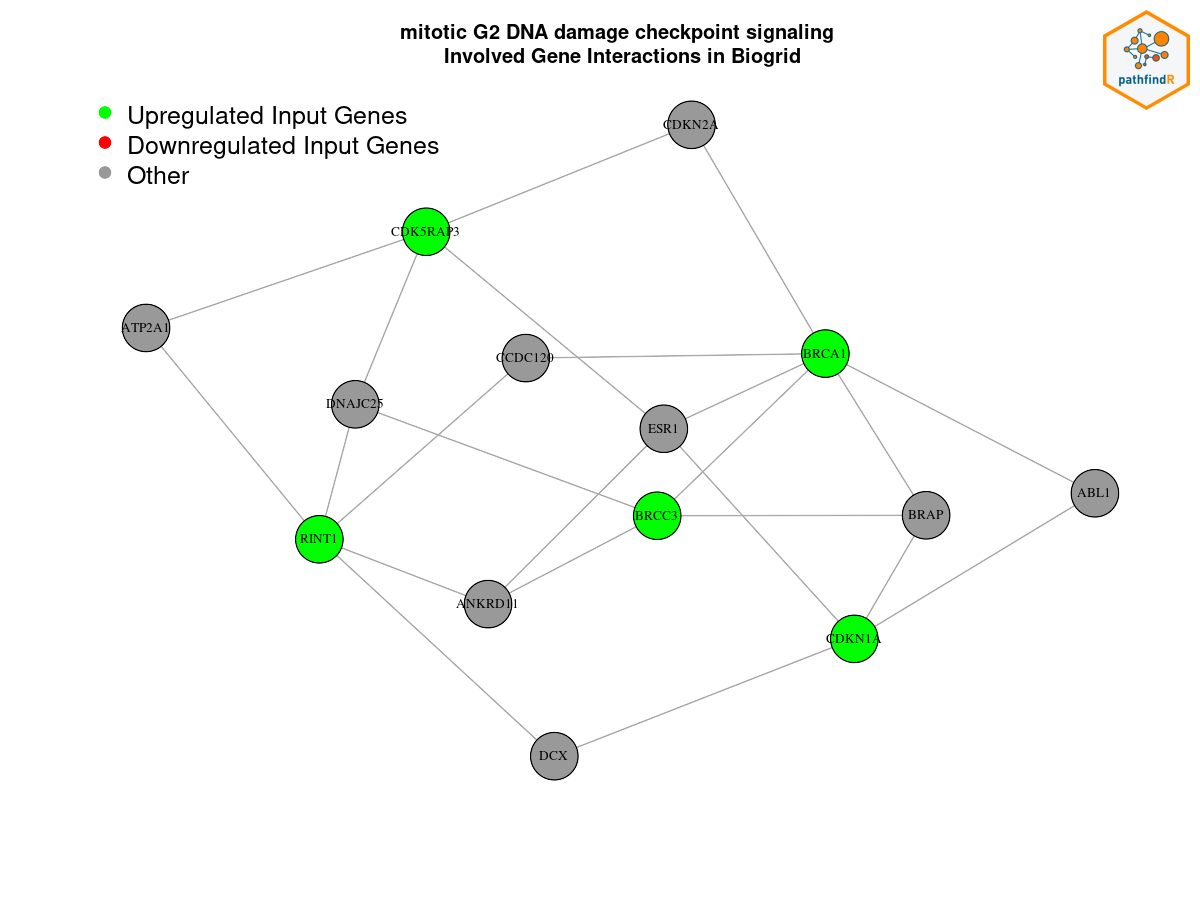 mitotic G2 DNA damage checkpoint signaling
Involved Gene Interactions in Biogrid
pathfindR
Upregulated Input Genes
Downregulated Input Genes
Other
CDKN2A
CDK5RAP3
ATP2A1
CCDC120
BRCA1
DNAJC25
ESR1
ABL1
BRCC3
BRAP
RINT1
ANKRD11
CDKN1A
DCX